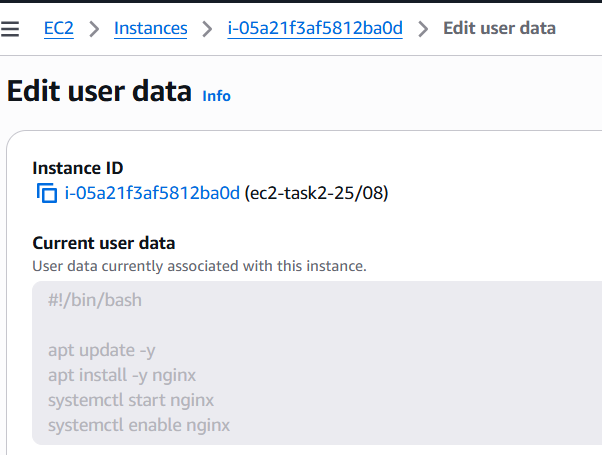 EC2 > Instances > i-05a21f3af5812ba0d > Edit user data
Edit user data Info
Instance ID
i-05a21f3af5812ba0d (ec2-task2-25/08)
Current user data
User data currently associated with this instance.
#!/bin/bash
apt update -y
apt install -y nginx
systemctl start nginx
systemctl enable nginx